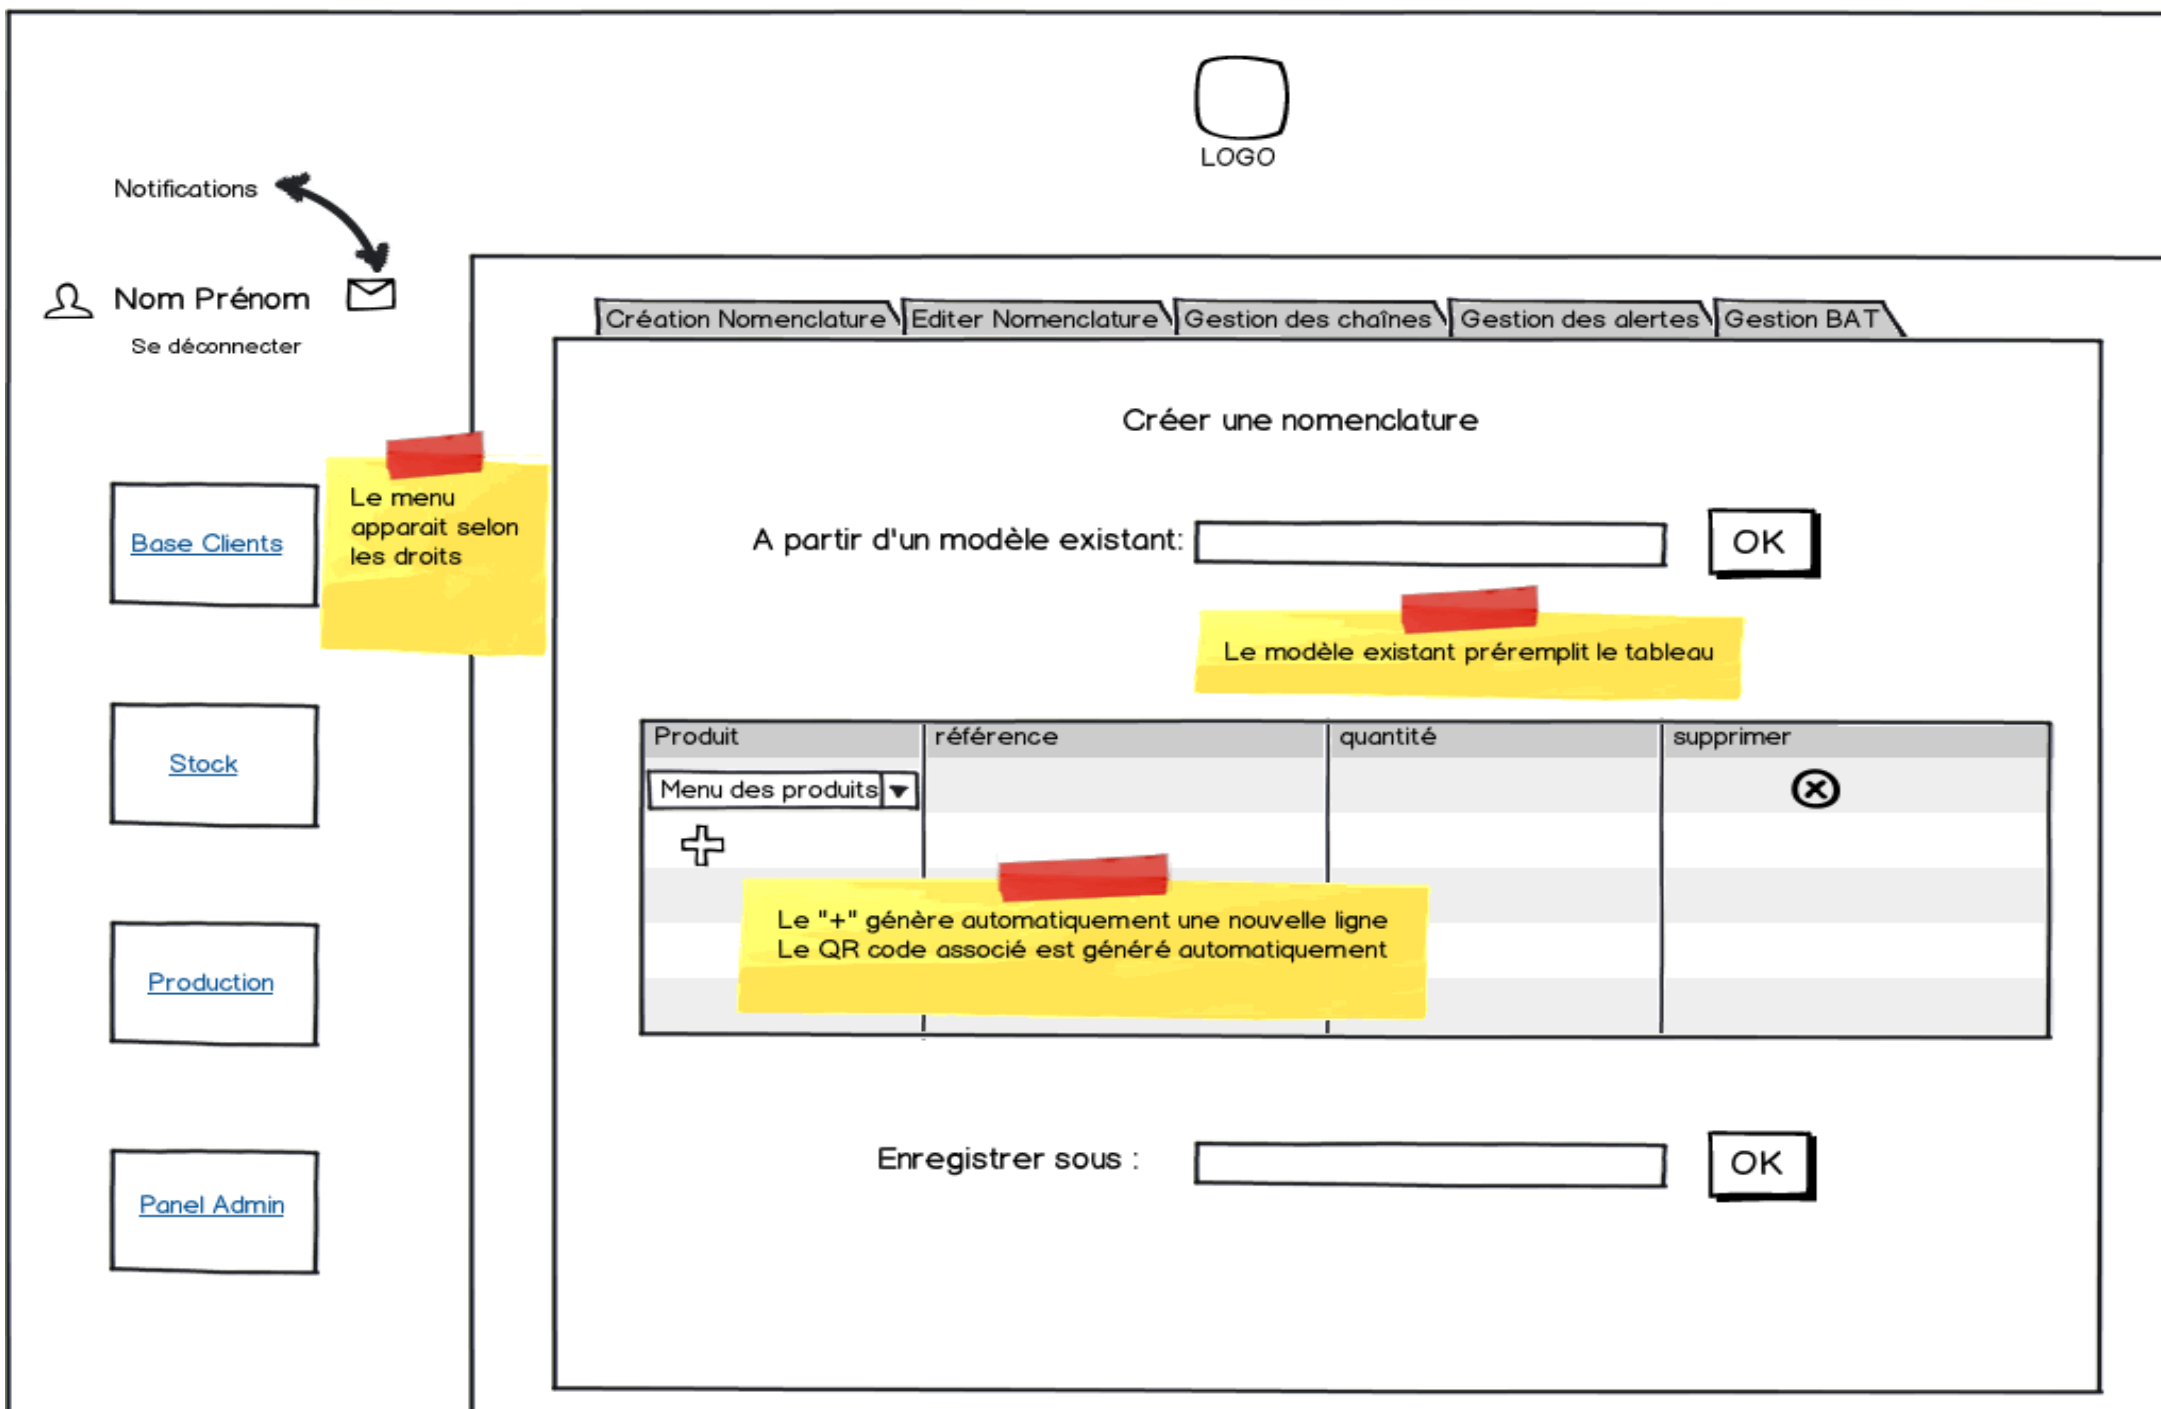 LOGO
Notifications
Nom Prénom
Se déconnecter
Création Nomenclature
Editer Nomenclature
Gestion des chaînes
Gestion des alertes
Gestion BAT
Créer une nomenclature
Base Clients
Le menu
apparait selon
les droits
A partir d'un modèle existant:
OK
Le modèle existant préremplit le tableau
Stock
Produit
référence
quantité
supprimer
Menu des produits
Le "+" génère automatiquement une nouvelle ligne
Le QR code associé est généré automatiquement
Production
Enregistrer sous :
OK
Panel Admin